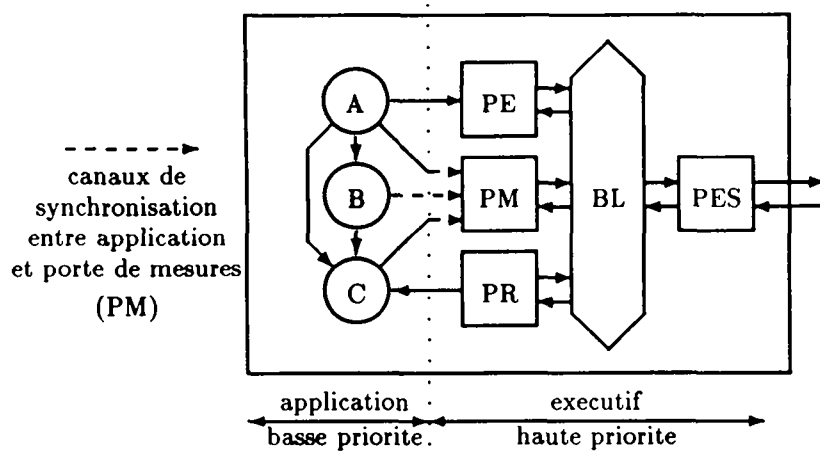 A
PE
canaux de
synchronisation
entre application
et porte de mesures
(PM)
B
PM
BL
PES
C
PR
application
executif
basse priorite.
haute priorite